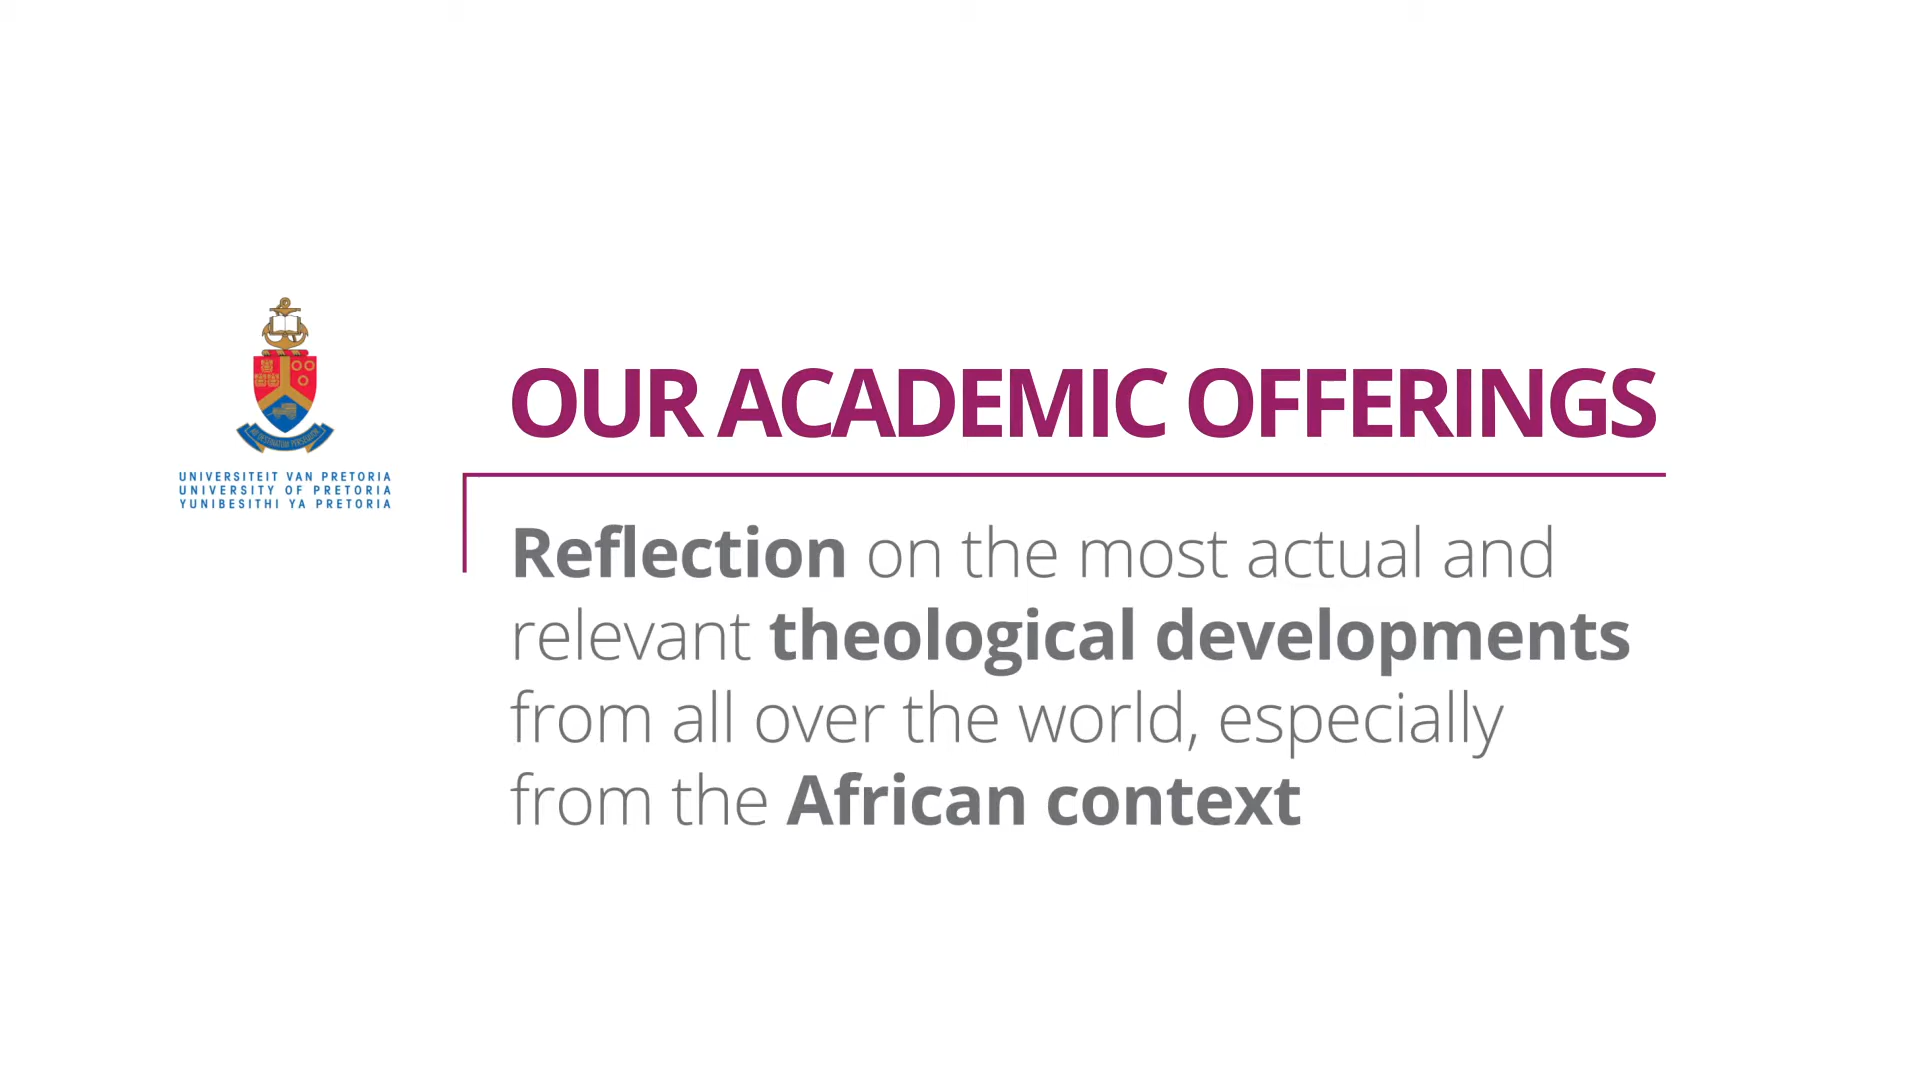 UNIVERSITEIT VAN PRETORIA
UNIVERSITY OF PRETORIA
YUNIBESITHI YA PRETORIA
OUR ACADEMIC OFFERINGS
Reflection on the most actual and
relevant theological developments
from all over the world, especially
from the African context